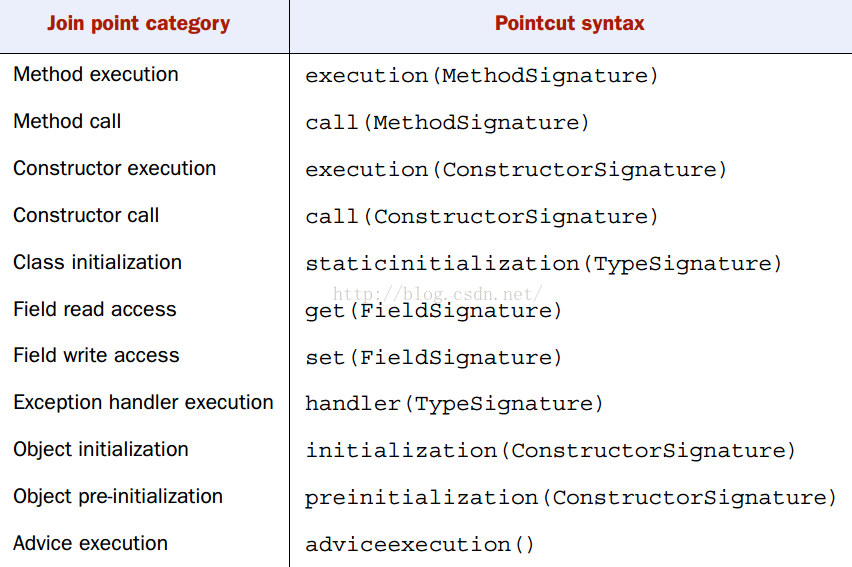 Join point category Pointcut syntax
Method execution execution(MethodSignature)
Method call call(MethodSignature)
Constructor execution execution(ConstructorSignature)
Constructor call call(ConstructorSignature)
Class initialization staticinitialization(TypeSignature)
http://blog.csdn.net/
Field read access get(FieldSignature)
Field write access set(FieldSignature)
Exception handler execution handler(TypeSignature)
Object initialization initialization(ConstructorSignature)
Object pre-initialization preinitialization(ConstructorSignature)
Advice execution adviceexecution()